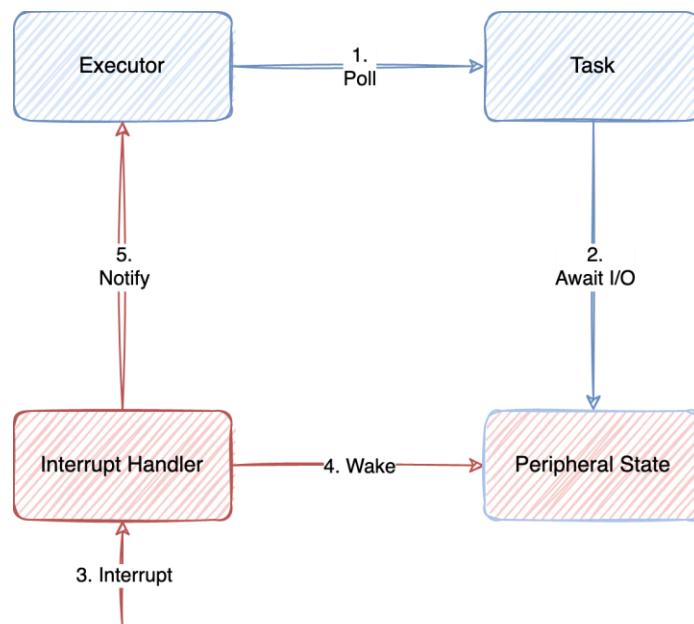 Executor
1.
Poll
Task
5.
Notify
2.
Await I/O
Interrupt Handler
4. Wake
Peripheral State
3. Interrupt